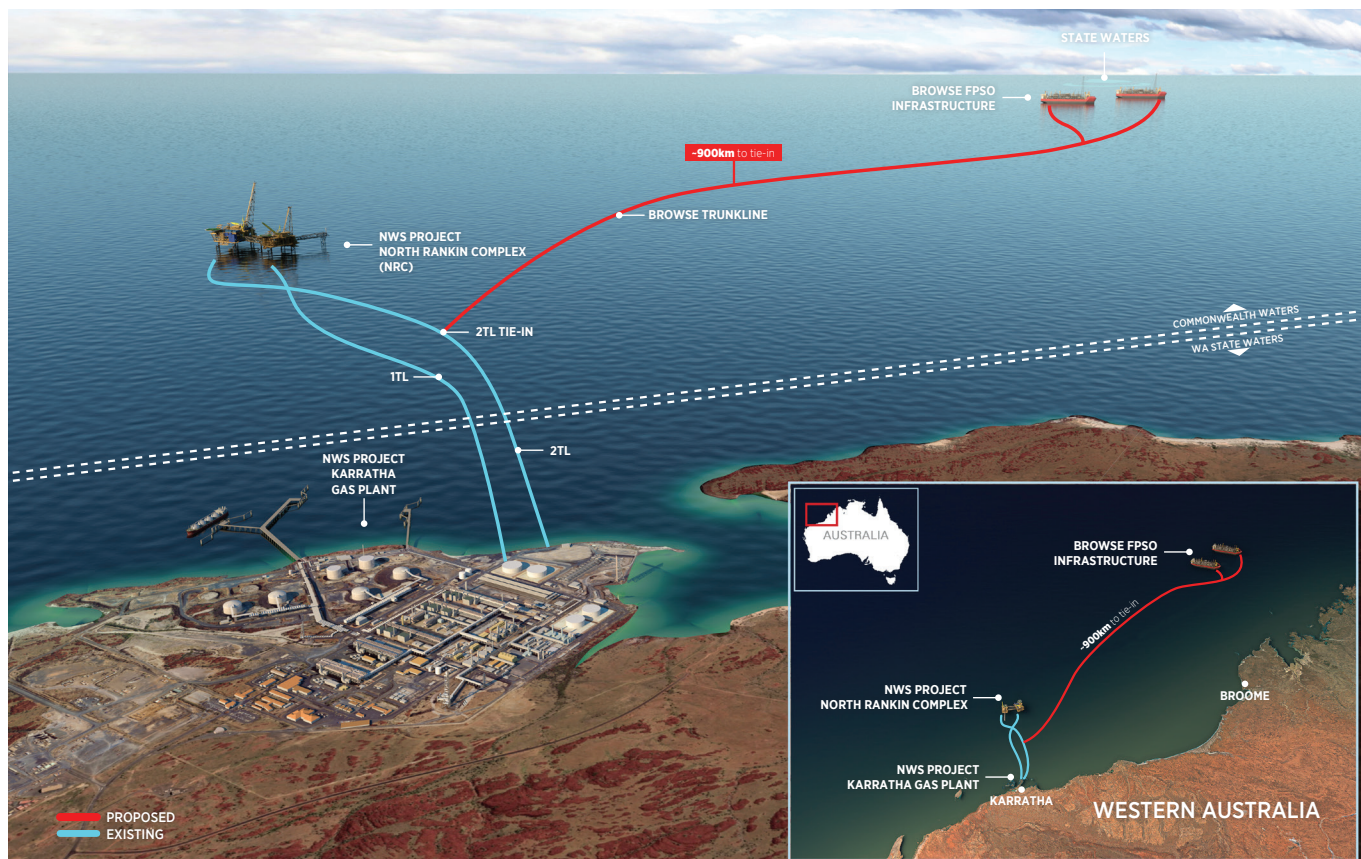 STATE WATERS
BROWSE FPSO
INFRASTRUCTURE
~900km to tie-in
BROWSE TRUNKLINE
NWS PROJECT
NORTH RANKIN COMPLEX
(NRC)
2TL TIE-IN
COMMONWEALTH WATERS
WA STATE WATERS
1TL
2TL
NWS PROJECT
KARRATHA
GAS PLANT
PROPOSED
EXISTING
AUSTRALIA
BROWSE FPSO
INFRASTRUCTURE
~900km to tie-in
BROOME
NWS PROJECT
NORTH RANKIN COMPLEX
NWS PROJECT
KARRATHA GAS PLANT
KARRATHA
WESTERN AUSTRALIA